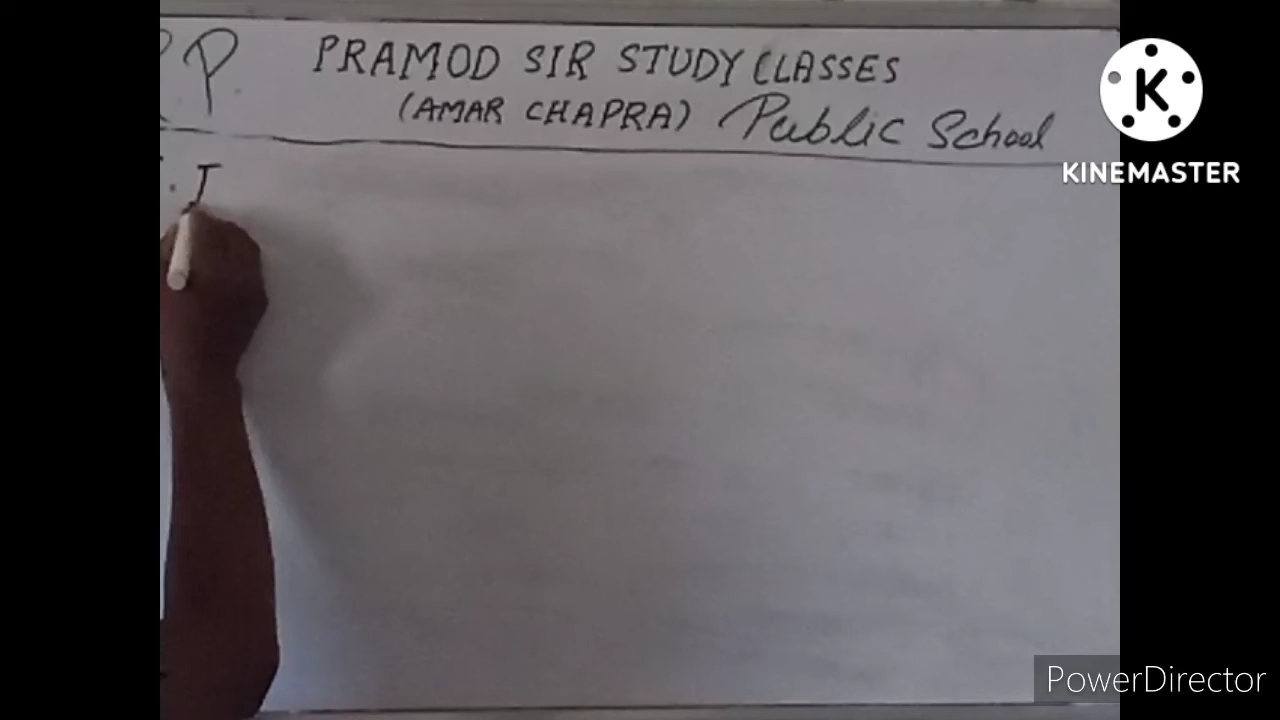 P. PRAMOD SIR STUDY CLASSES
(AMAR CHAPRA) Public School
I
K
KINEMASTER
PowerDirector